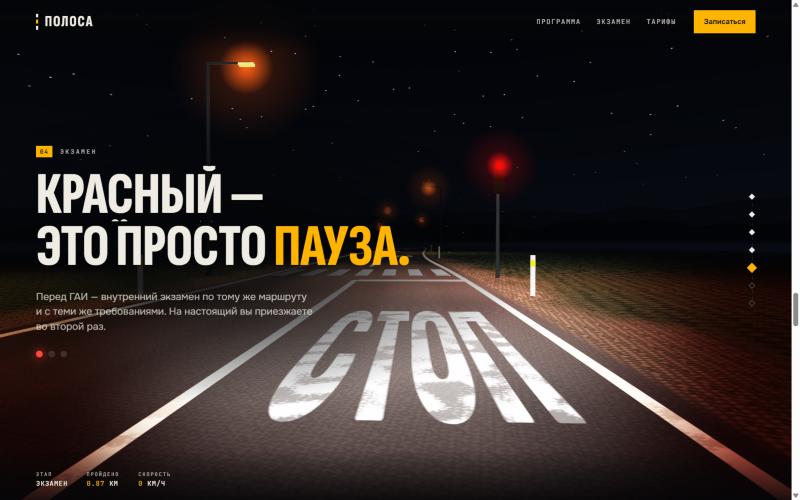 ПОЛОСА
ПРОГРАММА ЭКЗАМЕН ТАРИФЫ Записаться
04 ЭКЗАМЕН
КРАСНЫЙ —
ЭТО ПРОСТО ПАУЗА.
Перед ГАИ — внутренний экзамен по тому же маршруту
и с теми же требованиями. На настоящий вы приезжаете
во второй раз.
СТОП
ЭТАП ПРОЙДЕНО СКОРОСТЬ
ЭКЗАМЕН 0.87 КМ 0 КМ/Ч